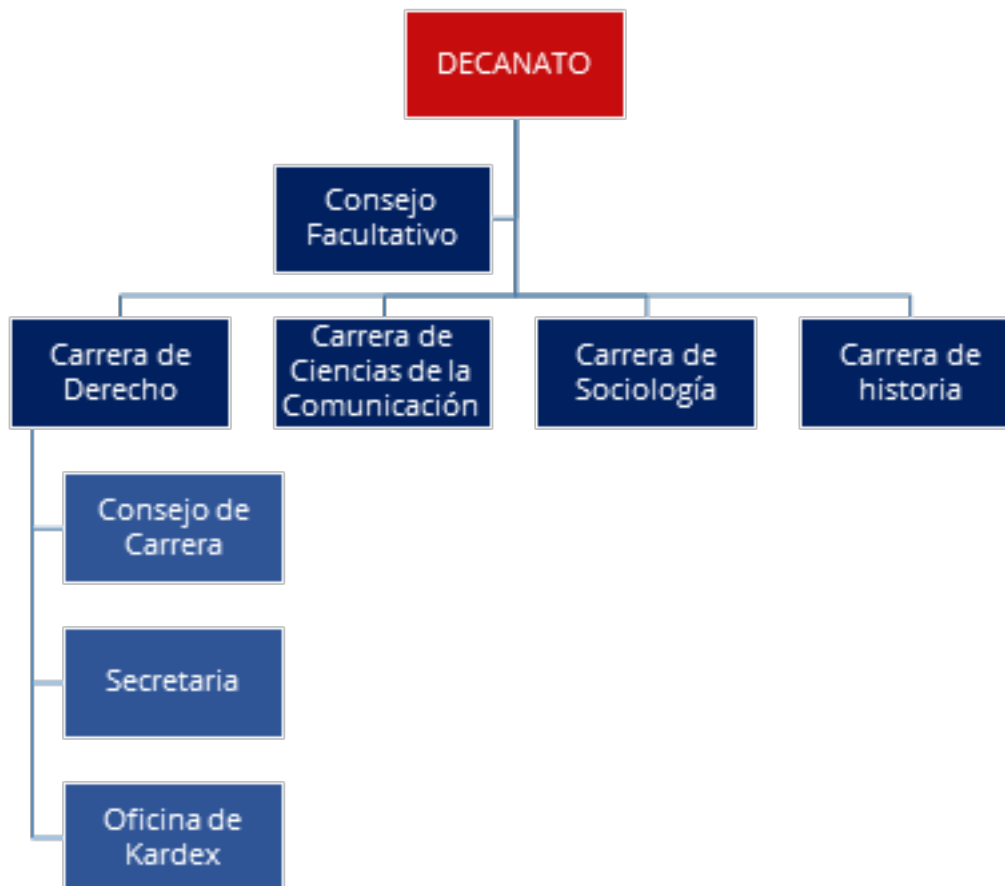 DECANATO
Consejo
Facultativo
Carrera de
Derecho
Carrera de
Ciencias de la
Comunicación
Carrera de
Sociología
Carrera de
historia
Consejo de
Carrera
Secretaria
Oficina de
Kardex